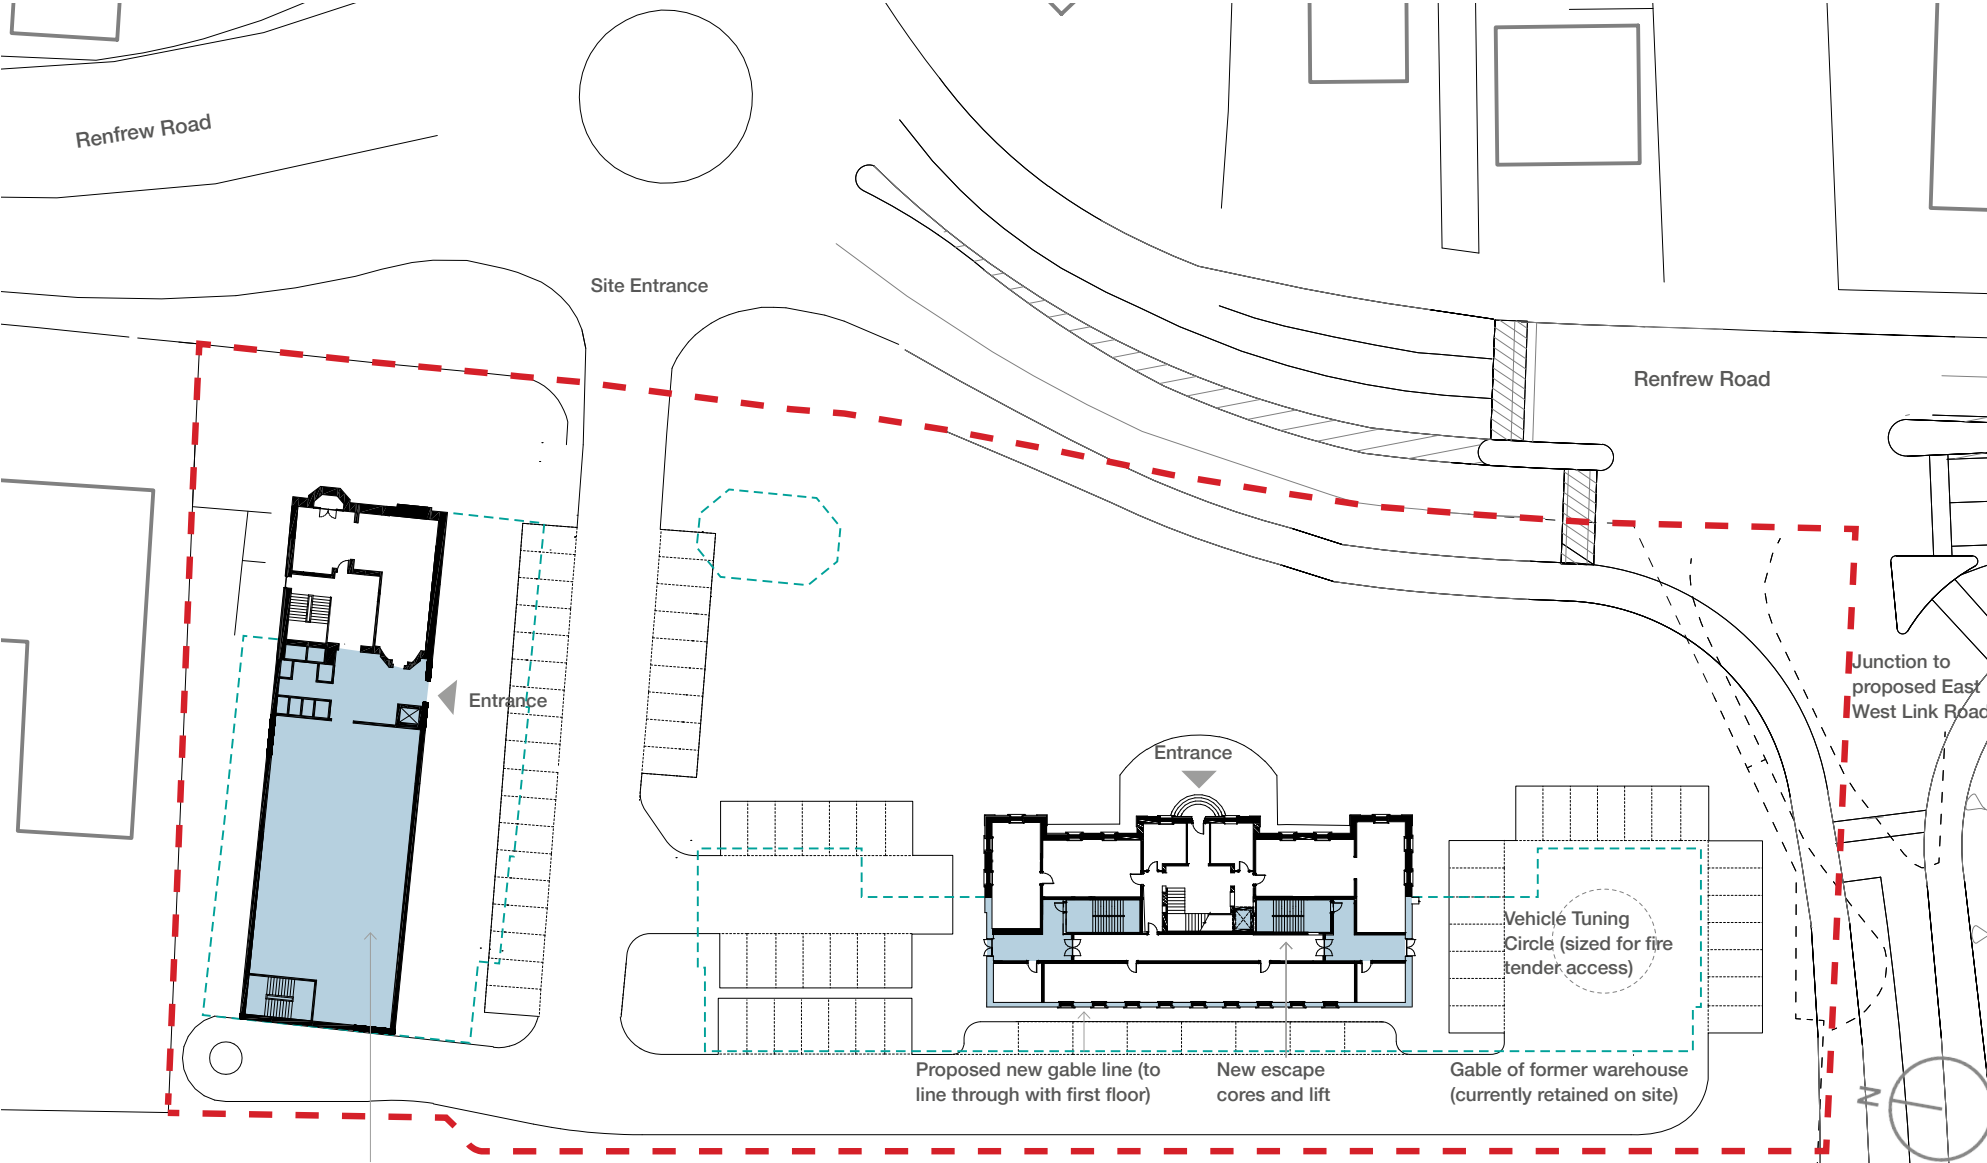 Renfrew Road
Site Entrance
Renfrew Road
Junction to
proposed East
West Link Road
Entrance
Entrance
Vehicle Tuning
Circle (sized for fire
tender access)
Proposed new gable line (to
line through with first floor)
New escape
cores and lift
Gable of former warehouse
(currently retained on site)
N